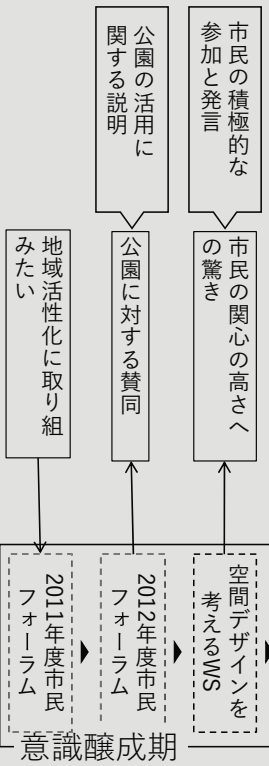 市民の積極的な
参加と発言
公園の活用に
関する説明
市民の関心の高さへ
の驚き
公園に対する賛同
地域活性化に取り組
みたい
空間デザインを
考えるWS
2012年度市民
フォーラム
2011年度市民
フォーラム
意識醸成期